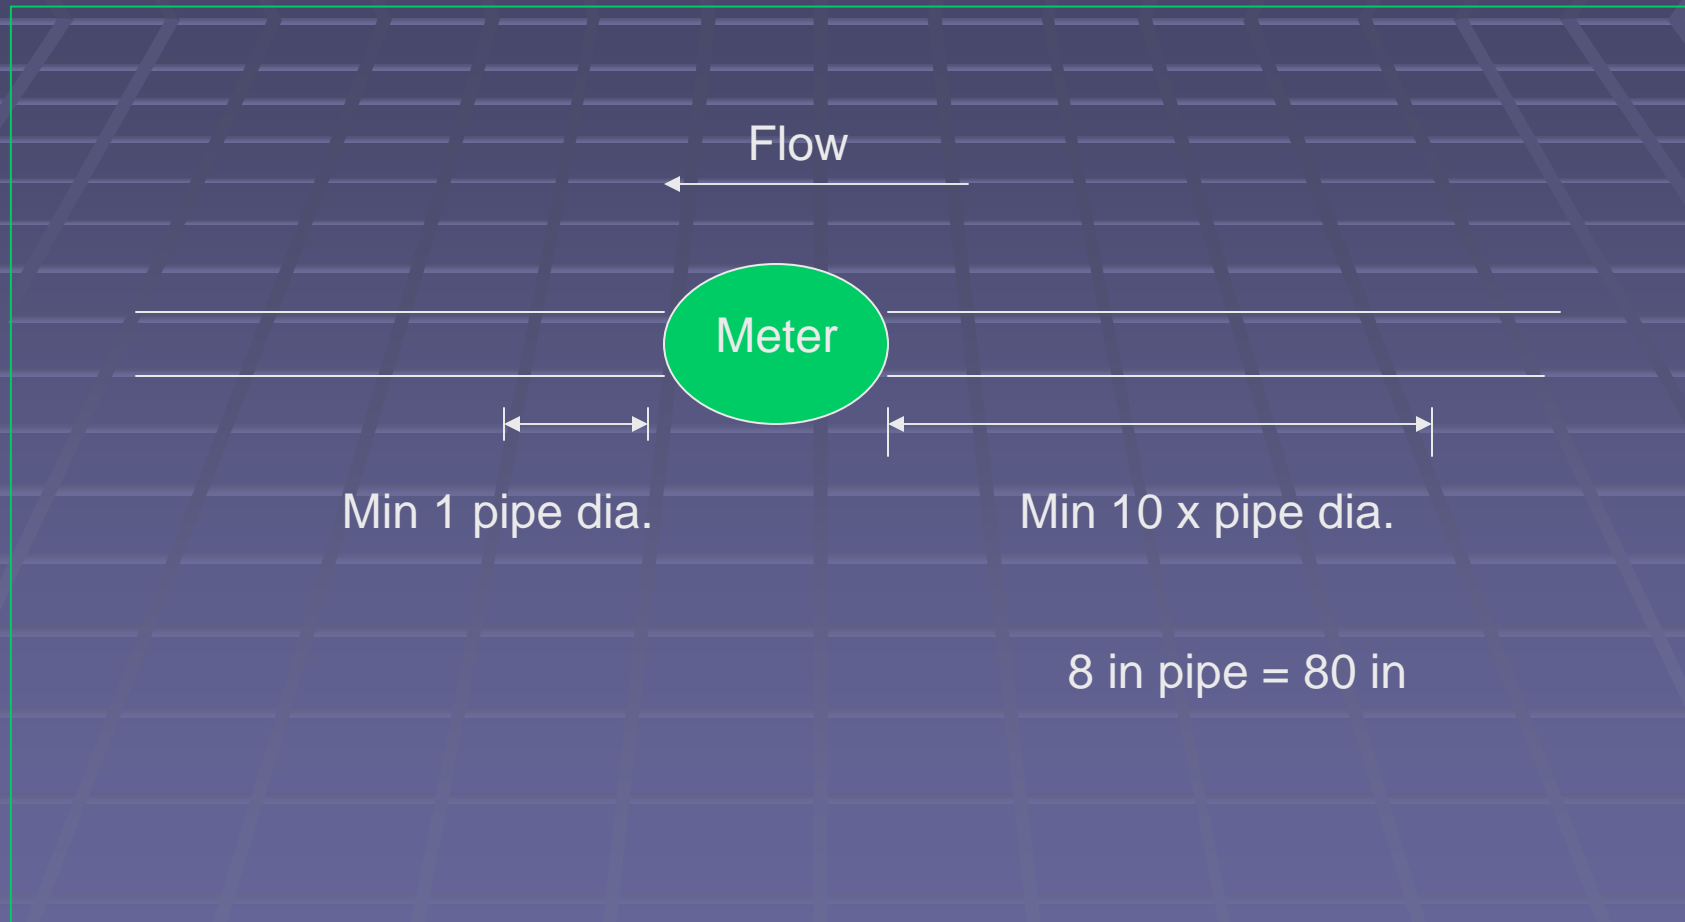 Flow
Meter
Min 1 pipe dia.
Min 10 x pipe dia.
8 in pipe = 80 in